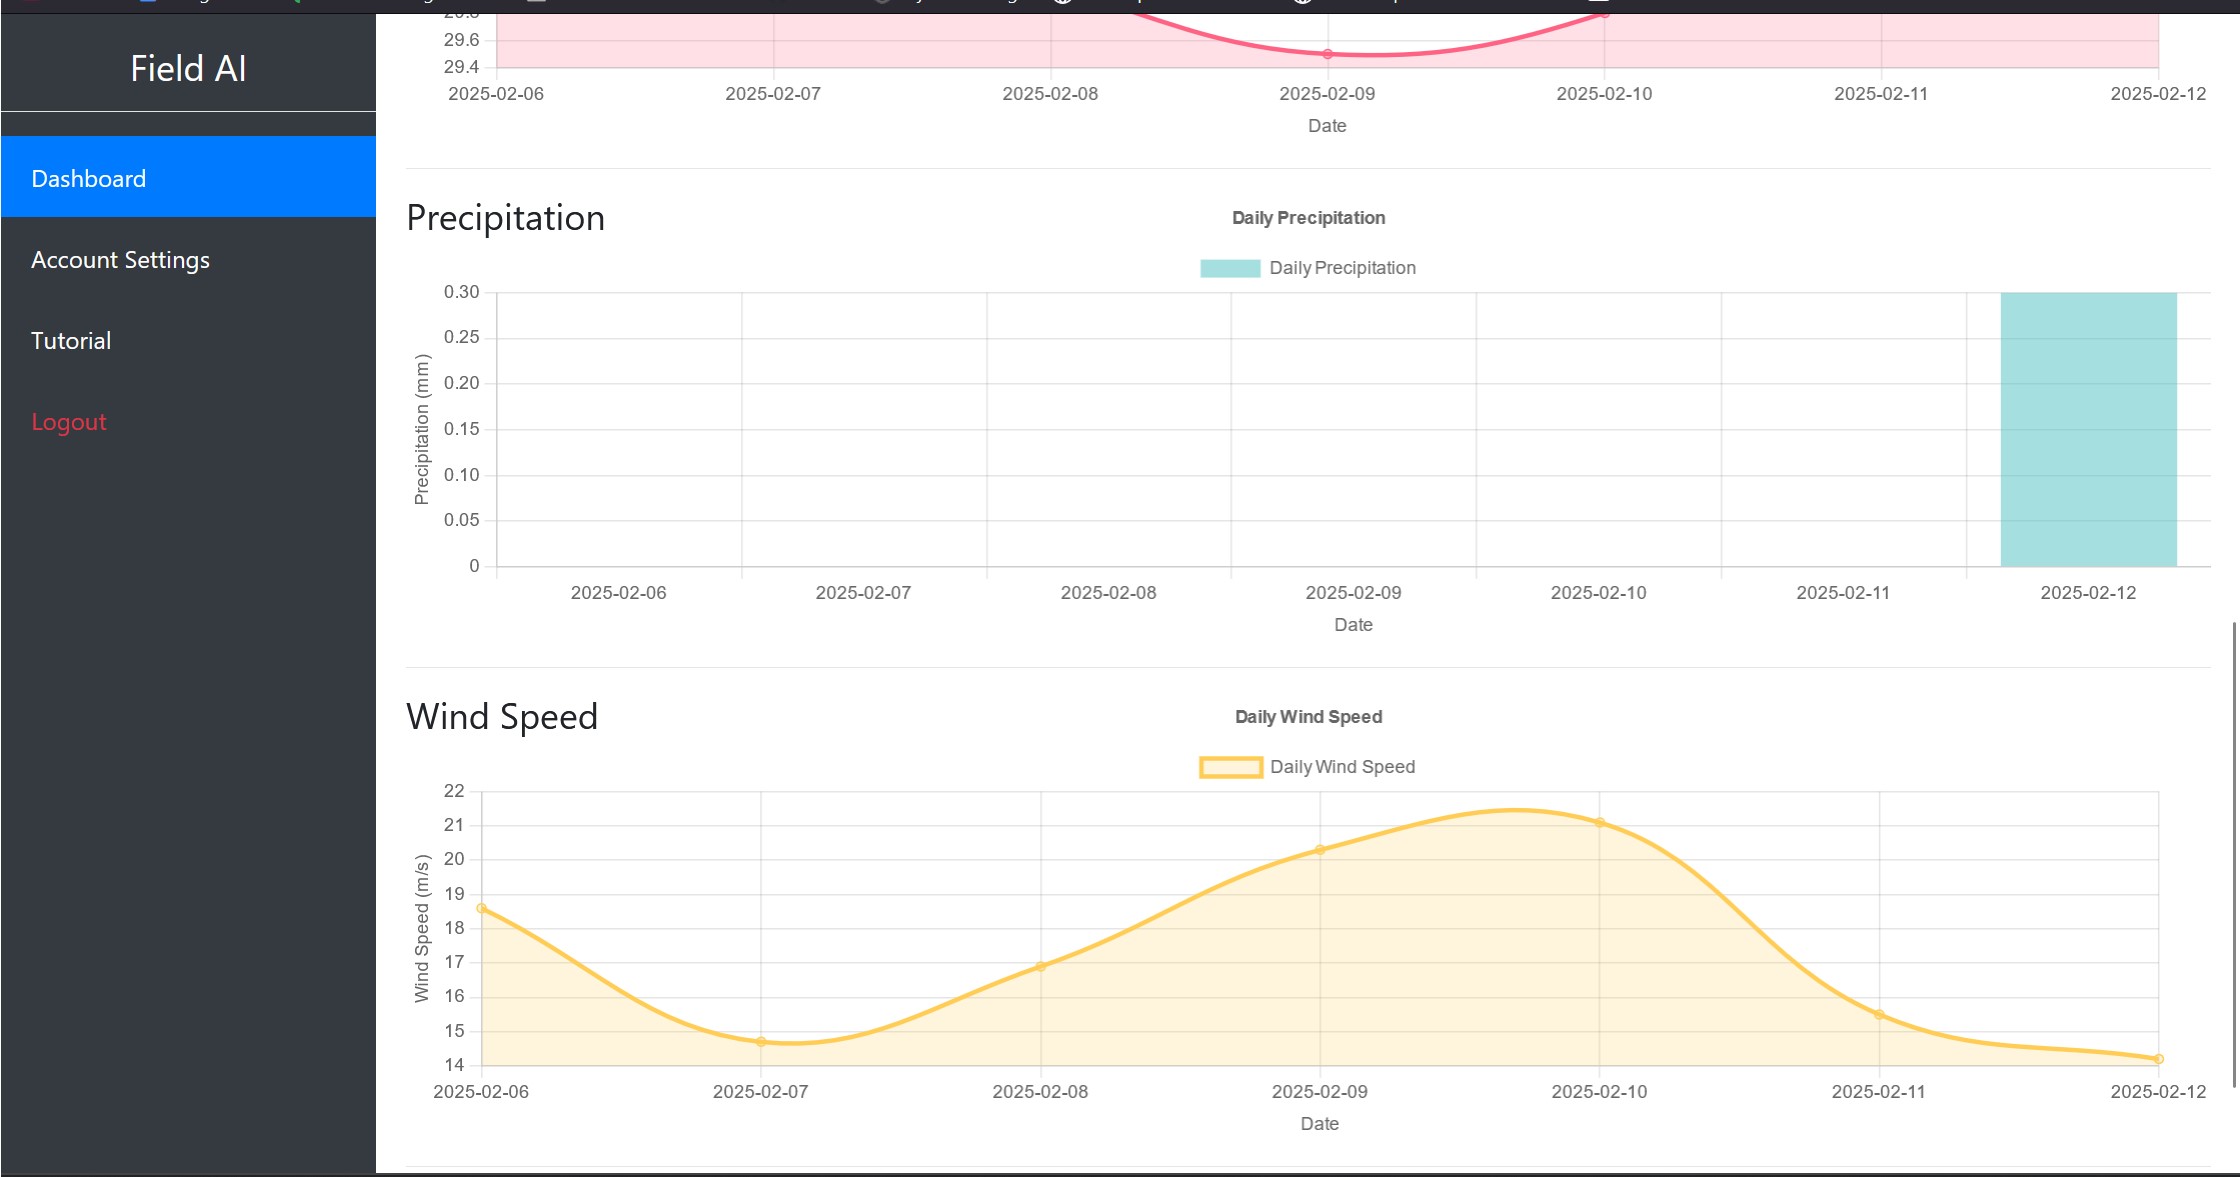 Field AI
Dashboard
Account Settings
Tutorial
Logout
29.6
29.4
2025-02-06 2025-02-07 2025-02-08 2025-02-09 2025-02-10 2025-02-11 2025-02-12
Date
Precipitation
Daily Precipitation
Daily Precipitation
Precipitation (mm)
0.30
0.25
0.20
0.15
0.10
0.05
0
2025-02-06 2025-02-07 2025-02-08 2025-02-09 2025-02-10 2025-02-11 2025-02-12
Date
Wind Speed
Daily Wind Speed
Daily Wind Speed
Wind Speed (m/s)
22
21
20
19
18
17
16
15
14
2025-02-06 2025-02-07 2025-02-08 2025-02-09 2025-02-10 2025-02-11 2025-02-12
Date